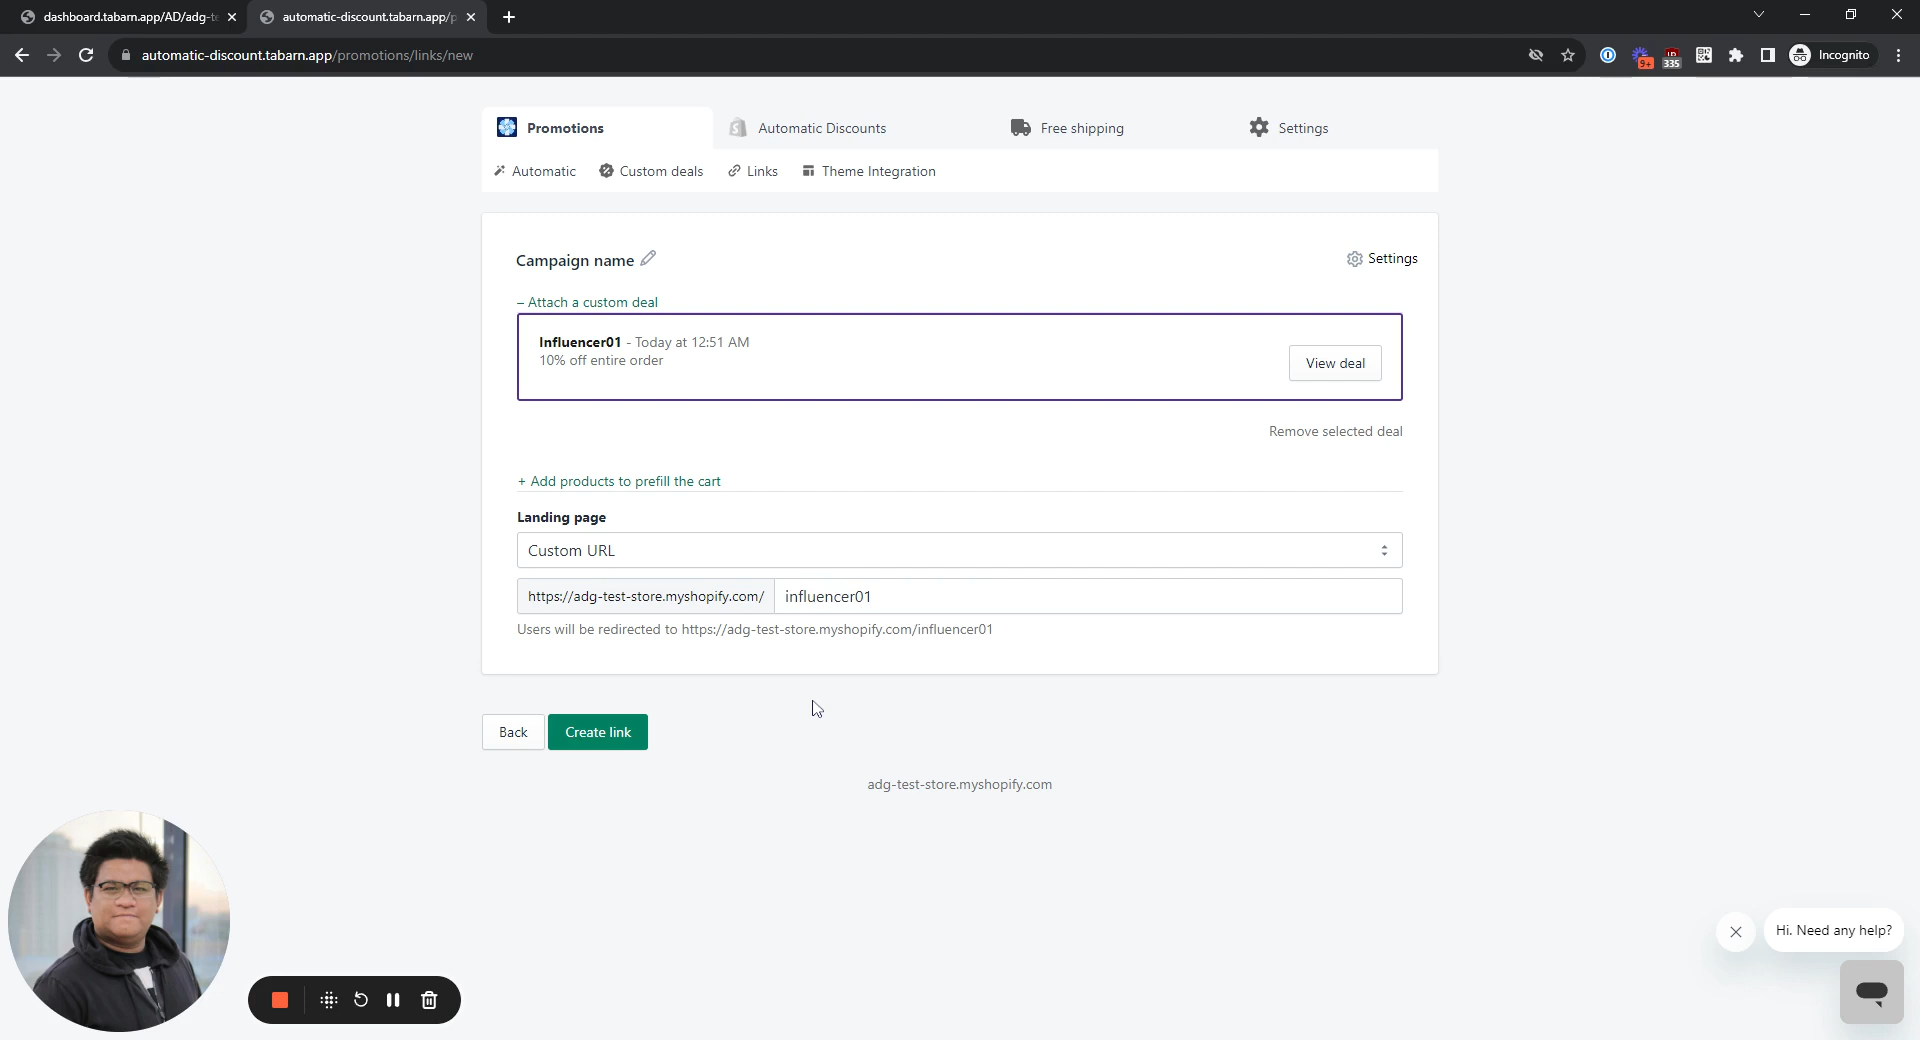 dashboard.tabarn.app/AD/adg-te
automatic-discount.tabarn.app/p
automatic-discount.tabarn.app/promotions/links/new
9+
335
Incognito
Promotions
Automatic Discounts
Free shipping
Settings
Automatic
Custom deals
Links
Theme Integration
Campaign name
Settings
– Attach a custom deal
Influencer01 - Today at 12:51 AM
10% off entire order
View deal
Remove selected deal
+ Add products to prefill the cart
Landing page
Custom URL
https://adg-test-store.myshopify.com/
influencer01
Users will be redirected to https://adg-test-store.myshopify.com/influencer01
Back
Create link
adg-test-store.myshopify.com
Hi. Need any help?